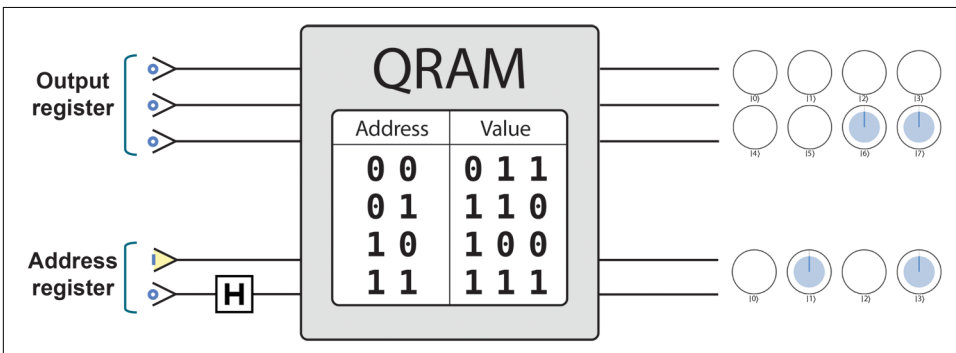 QRAM
Output
register
|0⟩ |1⟩ |2⟩ |3⟩
Address Value
|4⟩ |5⟩ |6⟩ |7⟩
0 0 0 1 1
0 1 1 1 0
1 0 1 0 0
1 1 1 1 1
Address
register
H
|0⟩ |1⟩ |2⟩ |3⟩